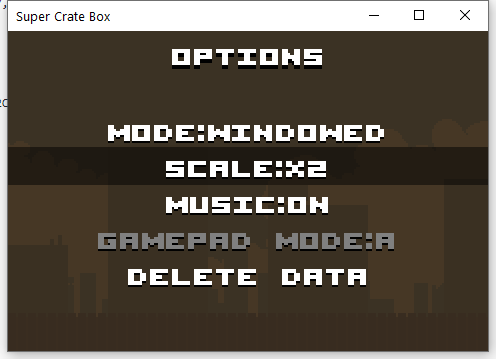 Super Crate Box
OPTIONS
MODE:WINDOWED
SCALE:X2
MUSIC:ON
GAMEPAD MODE:A
DELETE DATA